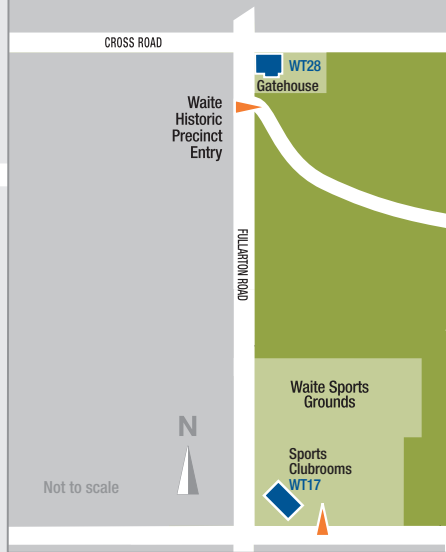 CROSS ROAD
WT28
Gatehouse
Waite
Historic
Precinct
Entry
FULLARTON ROAD
Waite Sports
Grounds
N
Sports
Clubrooms
WT17
Not to scale